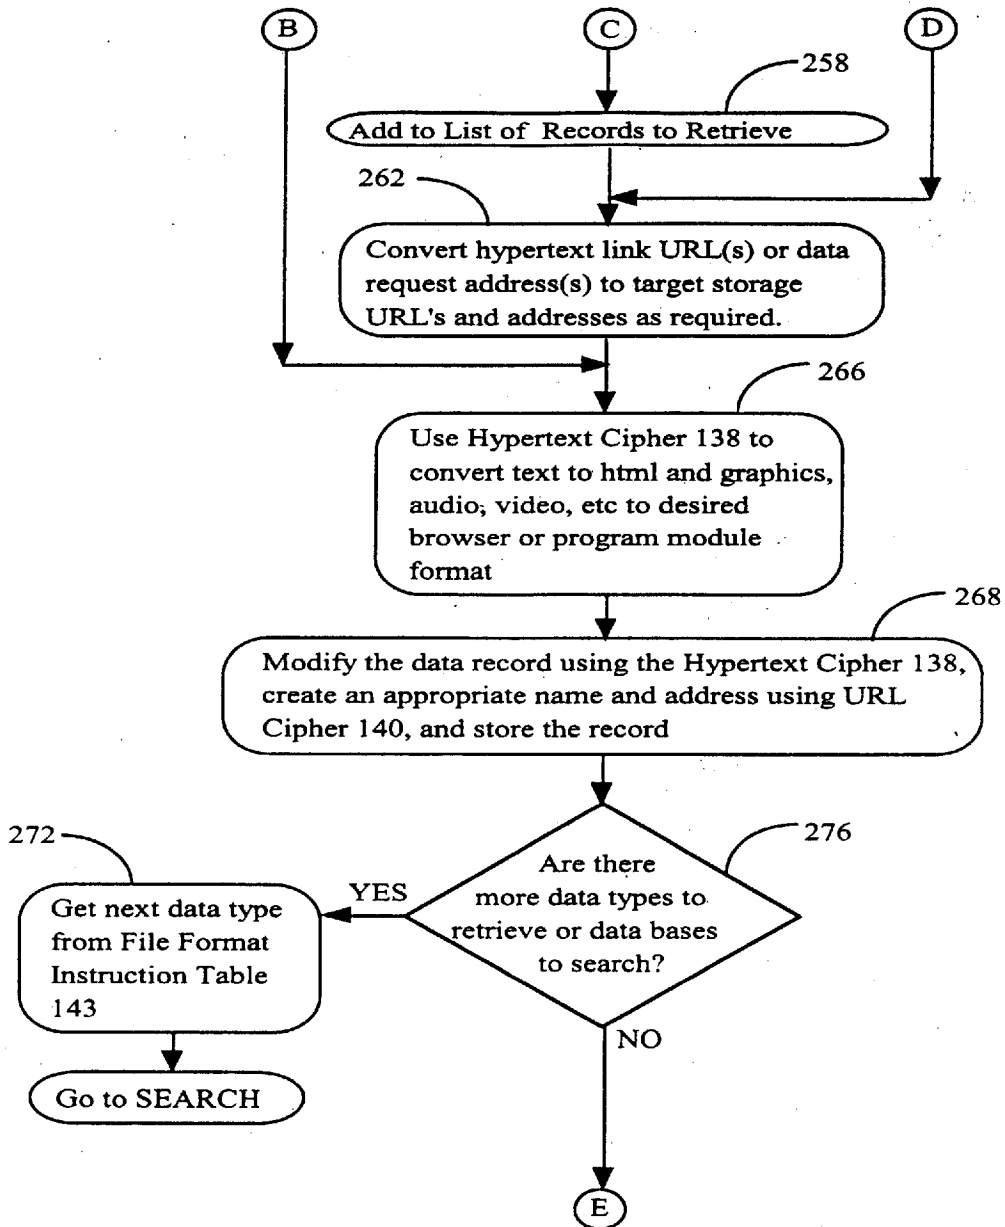 B
C
D
258
Add to List of Records to Retrieve
262
Convert hypertext link URL(s) or data
request address(s) to target storage
URL's and addresses as required.
266
Use Hypertext Cipher 138 to
convert text to html and graphics,
audio, video, etc to desired
browser or program module
format
268
Modify the data record using the Hypertext Cipher 138,
create an appropriate name and address using URL
Cipher 140, and store the record
272
276
Are there
more data types to
retrieve or data bases
to search?
YES
Get next data type
from File Format
Instruction Table
143
NO
Go to SEARCH
E